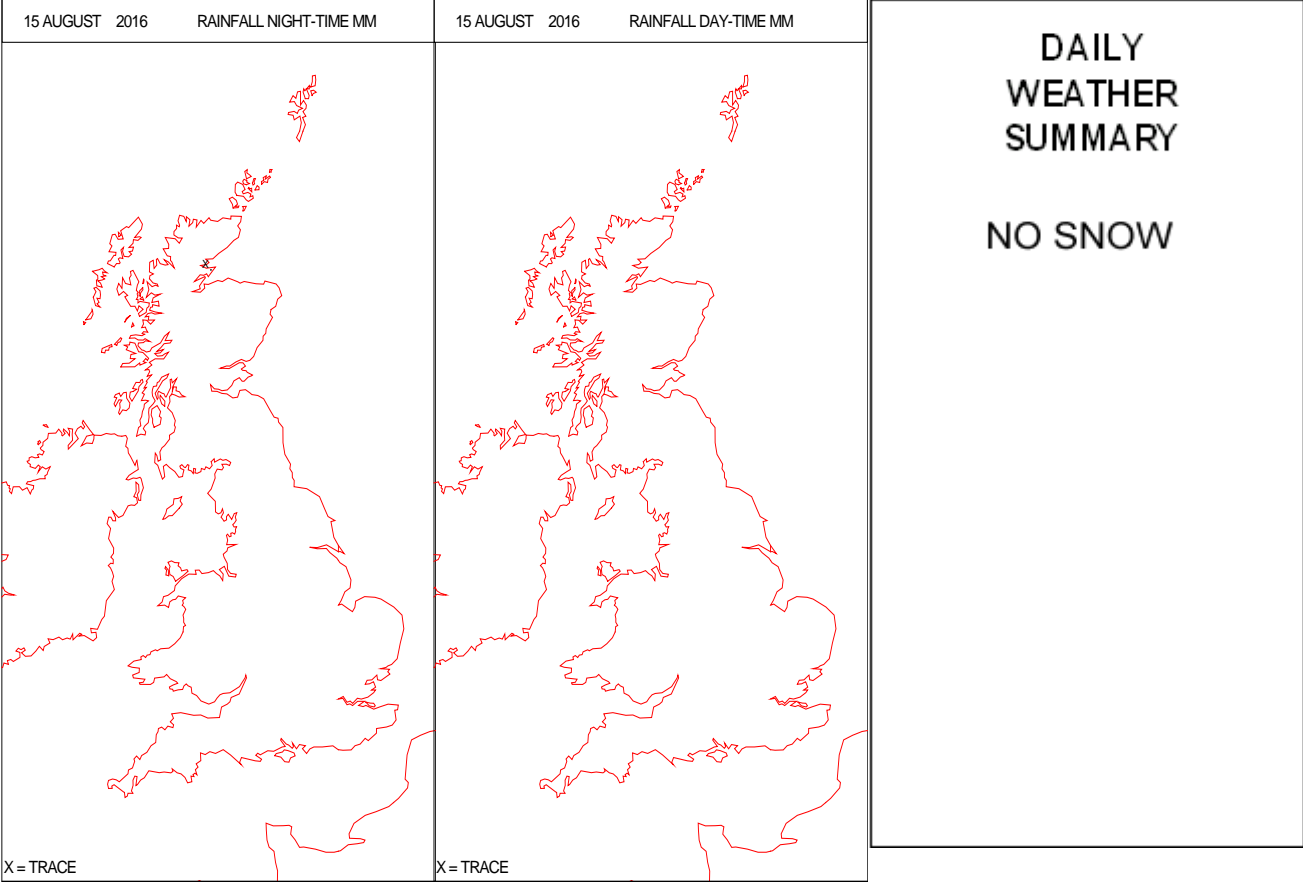 15 AUGUST 2016 RAINFALL NIGHT-TIME MM
X
X = TRACE
15 AUGUST 2016 RAINFALL DAY-TIME MM
X = TRACE
DAILY
WEATHER
SUMMARY
NO SNOW